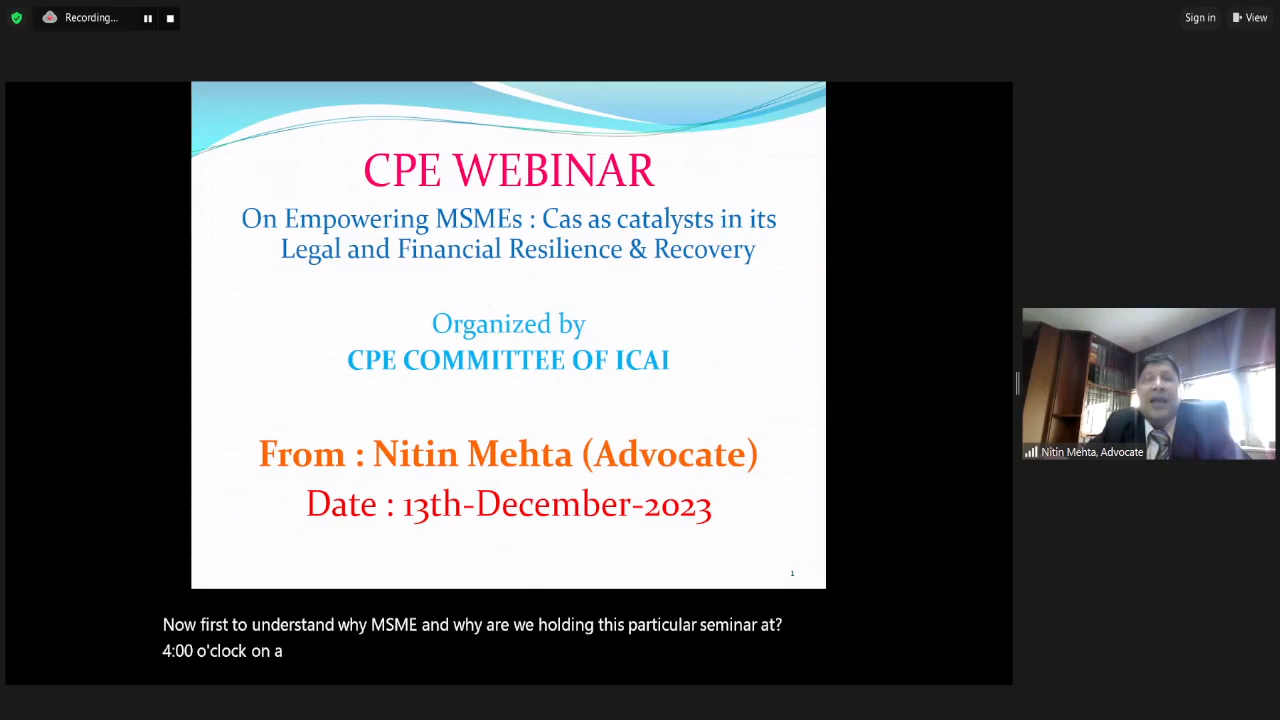 Recording...
Sign in
View
CPE WEBINAR
On Empowering MSMEs : Cas as catalysts in its
Legal and Financial Resilience & Recovery
Organized by
CPE COMMITTEE OF ICAI
From : Nitin Mehta (Advocate)
Date : 13th-December-2023
1
Nitin Mehta, Advocate
Now first to understand why MSME and why are we holding this particular seminar at?
4:00 o'clock on a